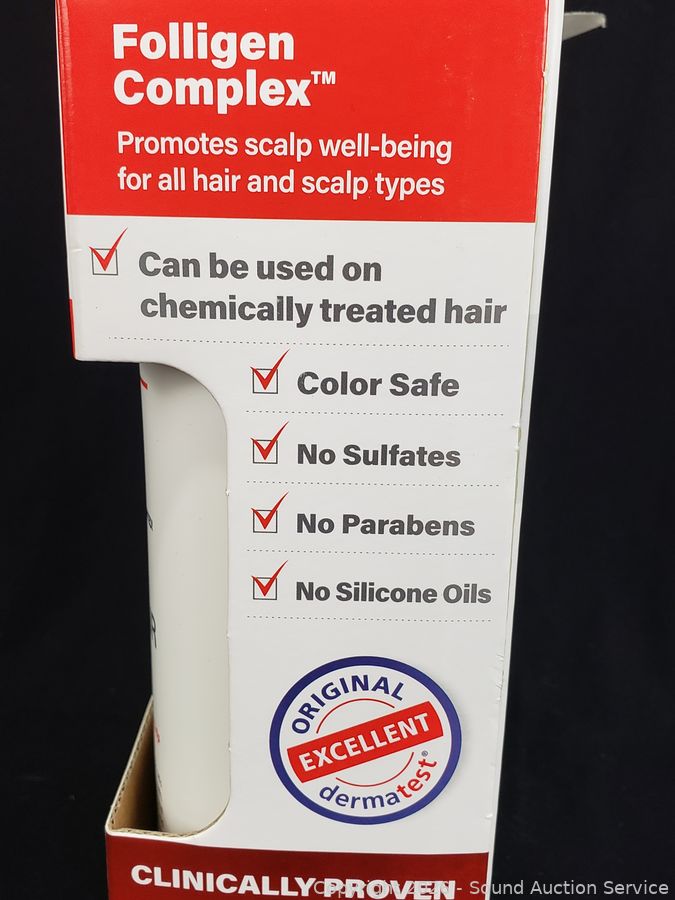 Folligen
Complex™
Promotes scalp well-being
for all hair and scalp types
Can be used on
chemically treated hair
Color Safe
No Sulfates
No Parabens
No Silicone Oils
ORIGINAL
EXCELLENT
dermatest®
CLINICALLY PROVEN
- Sound Auction Service